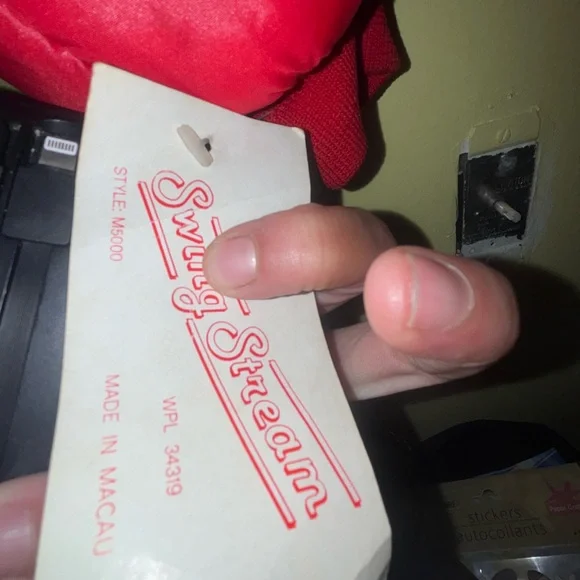 Swing Stream
STYLE: M5000
WPL 34319
MADE IN MACAU
stickers
autocollants